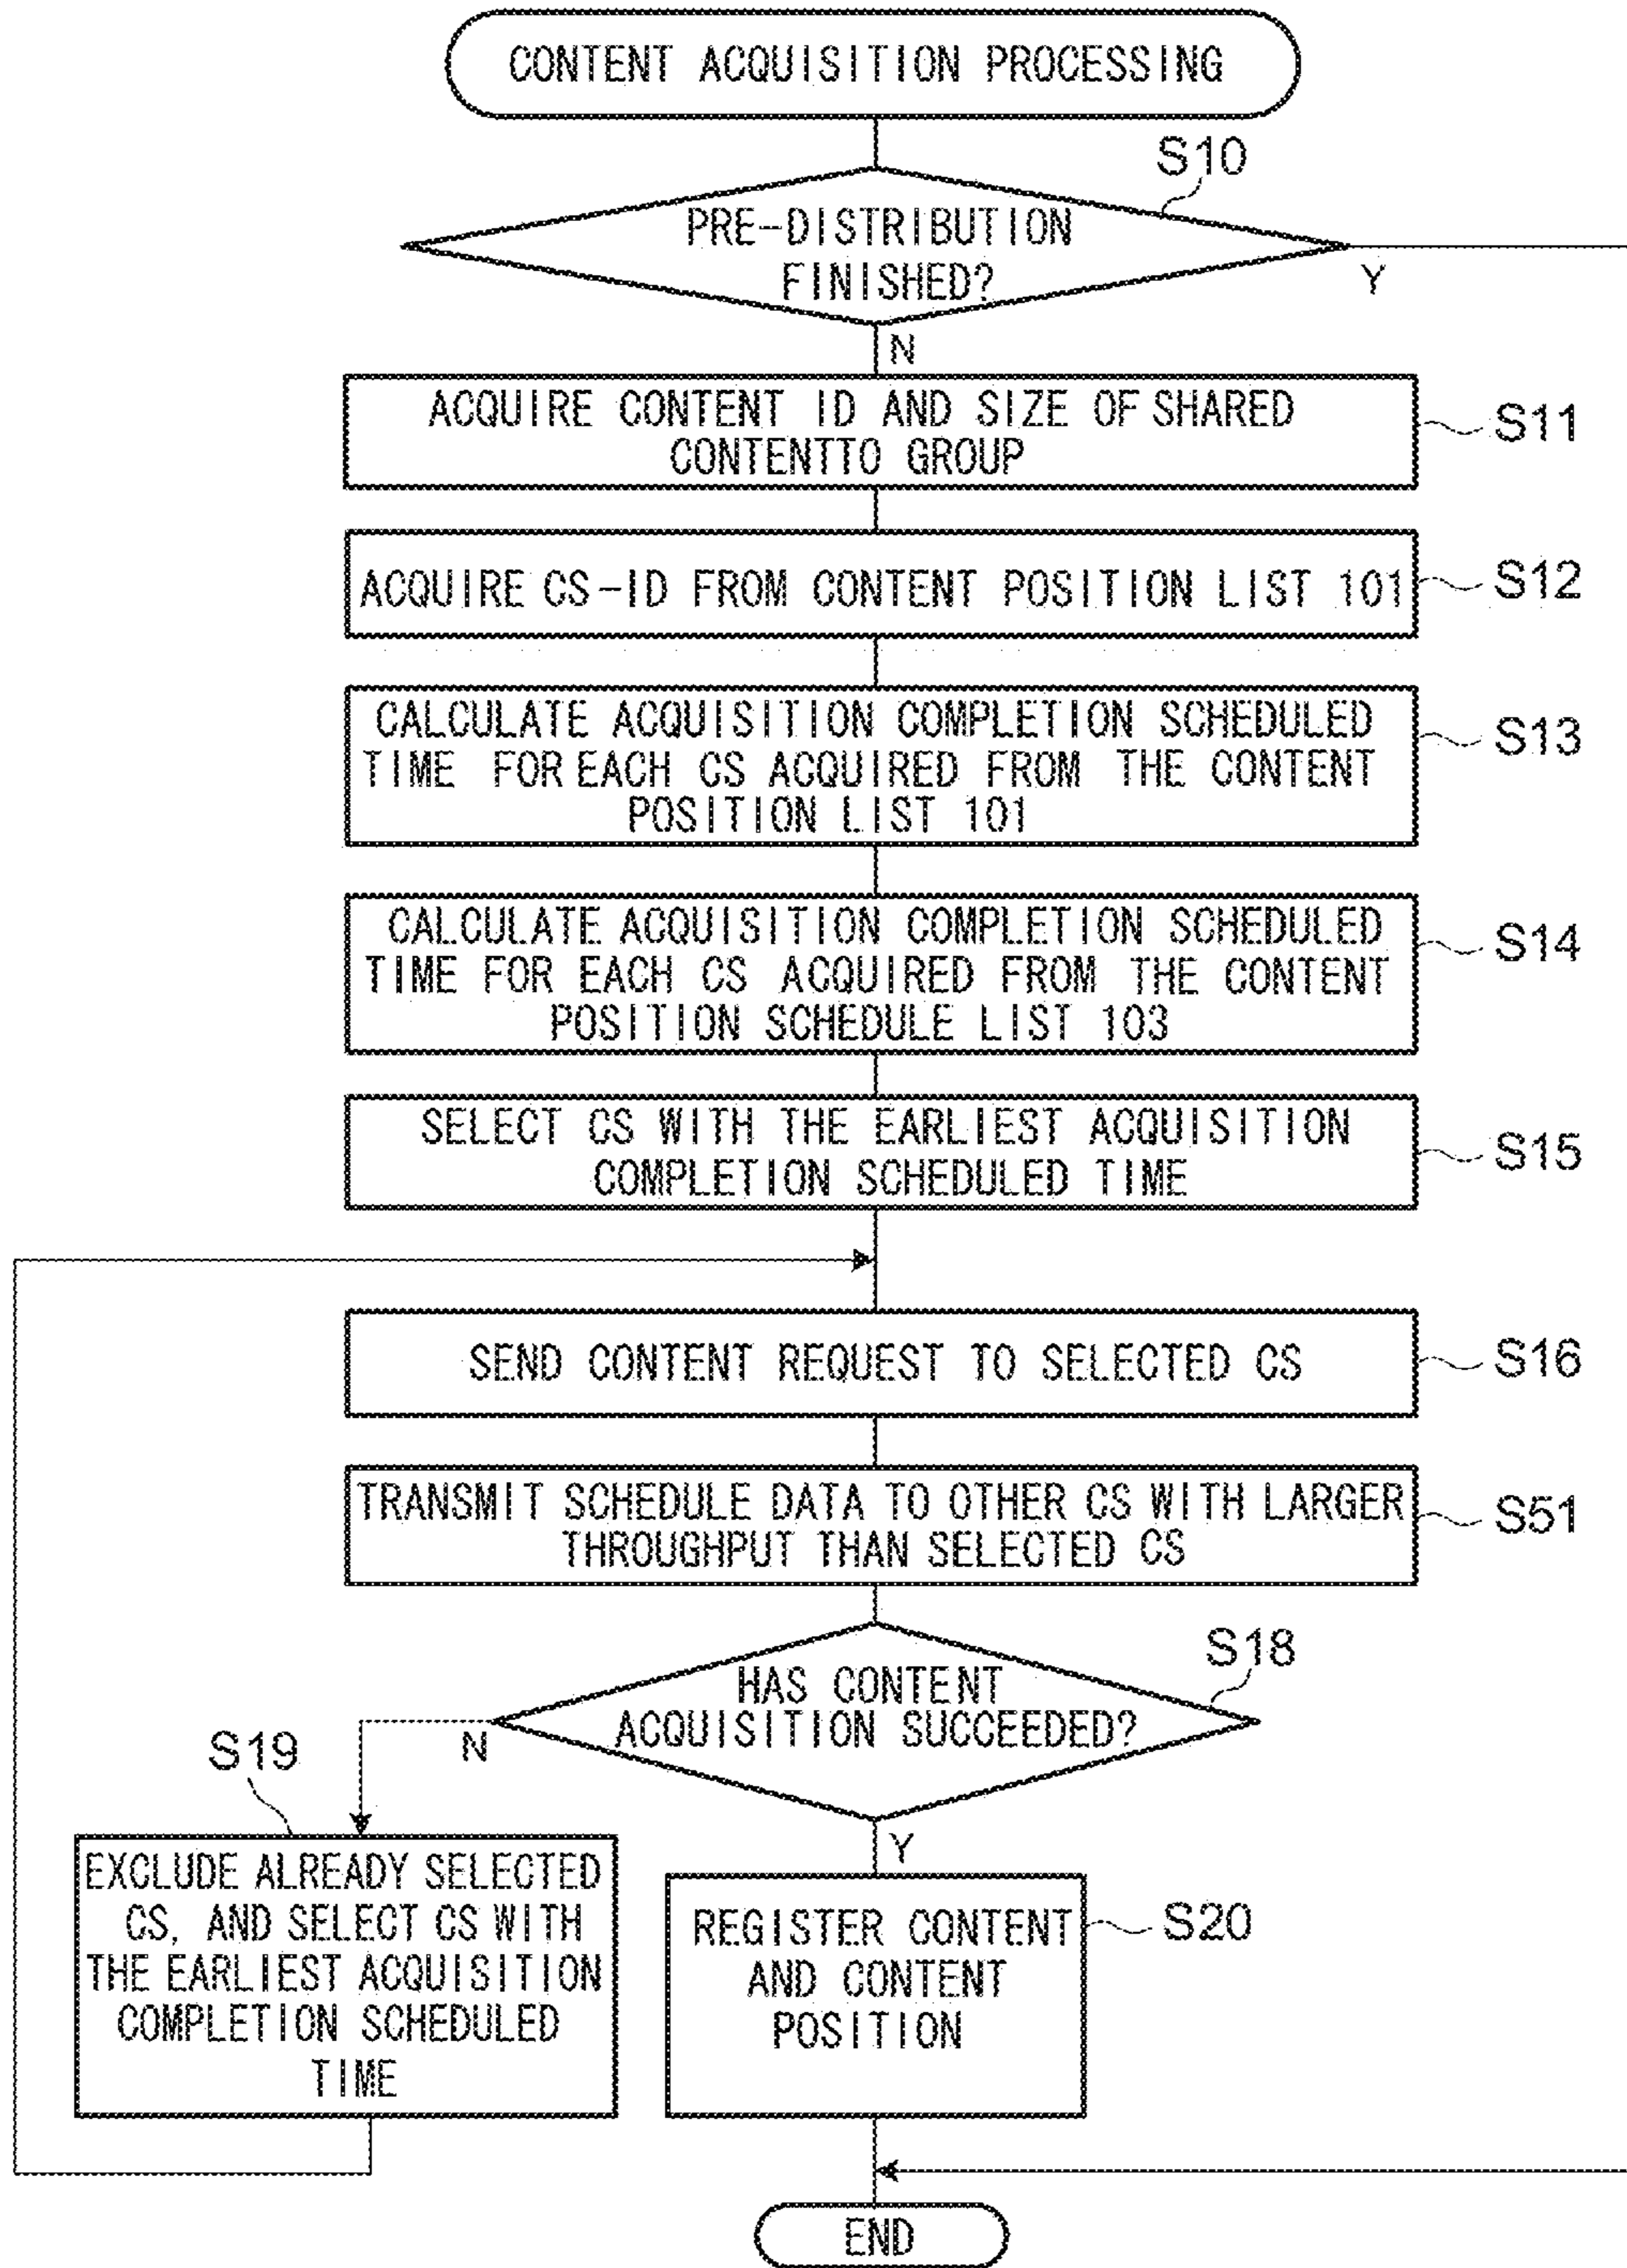 CONTENT ACQUISITION PROCESSING
S10
PRE-DISTRIBUTION
FINISHED?
Y
N
ACQUIRE CONTENT ID AND SIZE OF SHARED
CONTENTTO GROUP
S11
ACQUIRE CS-ID FROM CONTENT POSITION LIST 101
S12
CALCULATE ACQUISITION COMPLETION SCHEDULED
TIME FOR EACH CS ACQUIRED FROM THE CONTENT
POSITION LIST 101
S13
CALCULATE ACQUISITION COMPLETION SCHEDULED
TIME FOR EACH CS ACQUIRED FROM THE CONTENT
POSITION SCHEDULE LIST 103
S14
SELECT CS WITH THE EARLIEST ACQUISITION
COMPLETION SCHEDULED TIME
S15
SEND CONTENT REQUEST TO SELECTED CS
S16
TRANSMIT SCHEDULE DATA TO OTHER CS WITH LARGER
THROUGHPUT THAN SELECTED CS
S51
S18
HAS CONTENT
ACQUISITION SUCCEEDED?
N
Y
S19
EXCLUDE ALREADY SELECTED
CS, AND SELECT CS WITH
THE EARLIEST ACQUISITION
COMPLETION SCHEDULED
TIME
REGISTER CONTENT
AND CONTENT
POSITION
S20
END